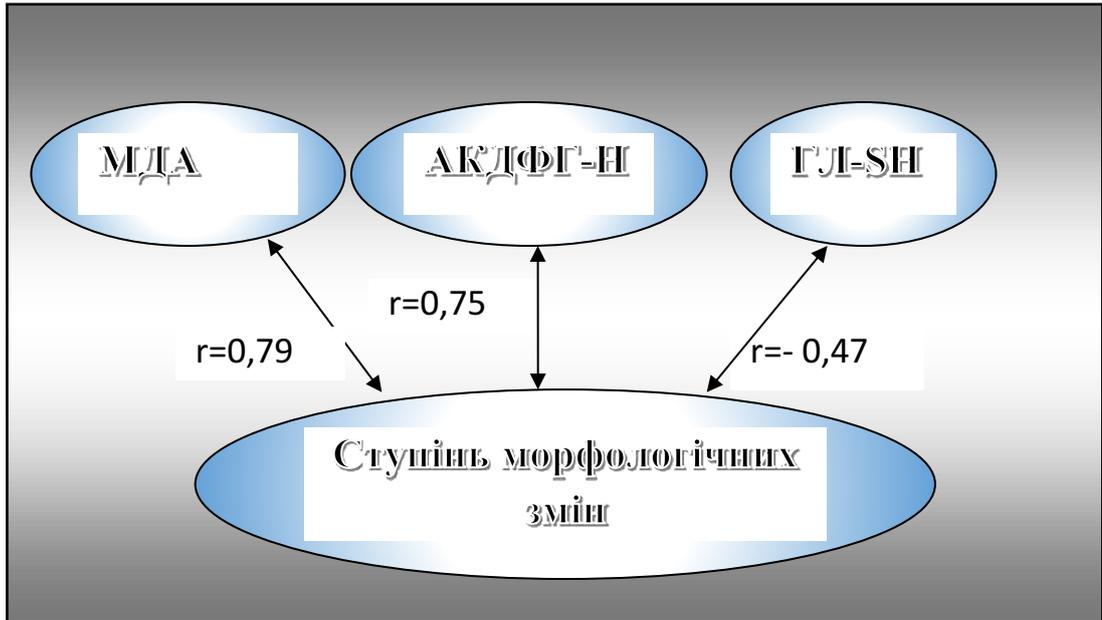 МДА
АКДФГ-Н
ГЛ-SH
r=0,75
r=0,79
r=- 0,47
Ступінь морфологічних
змін